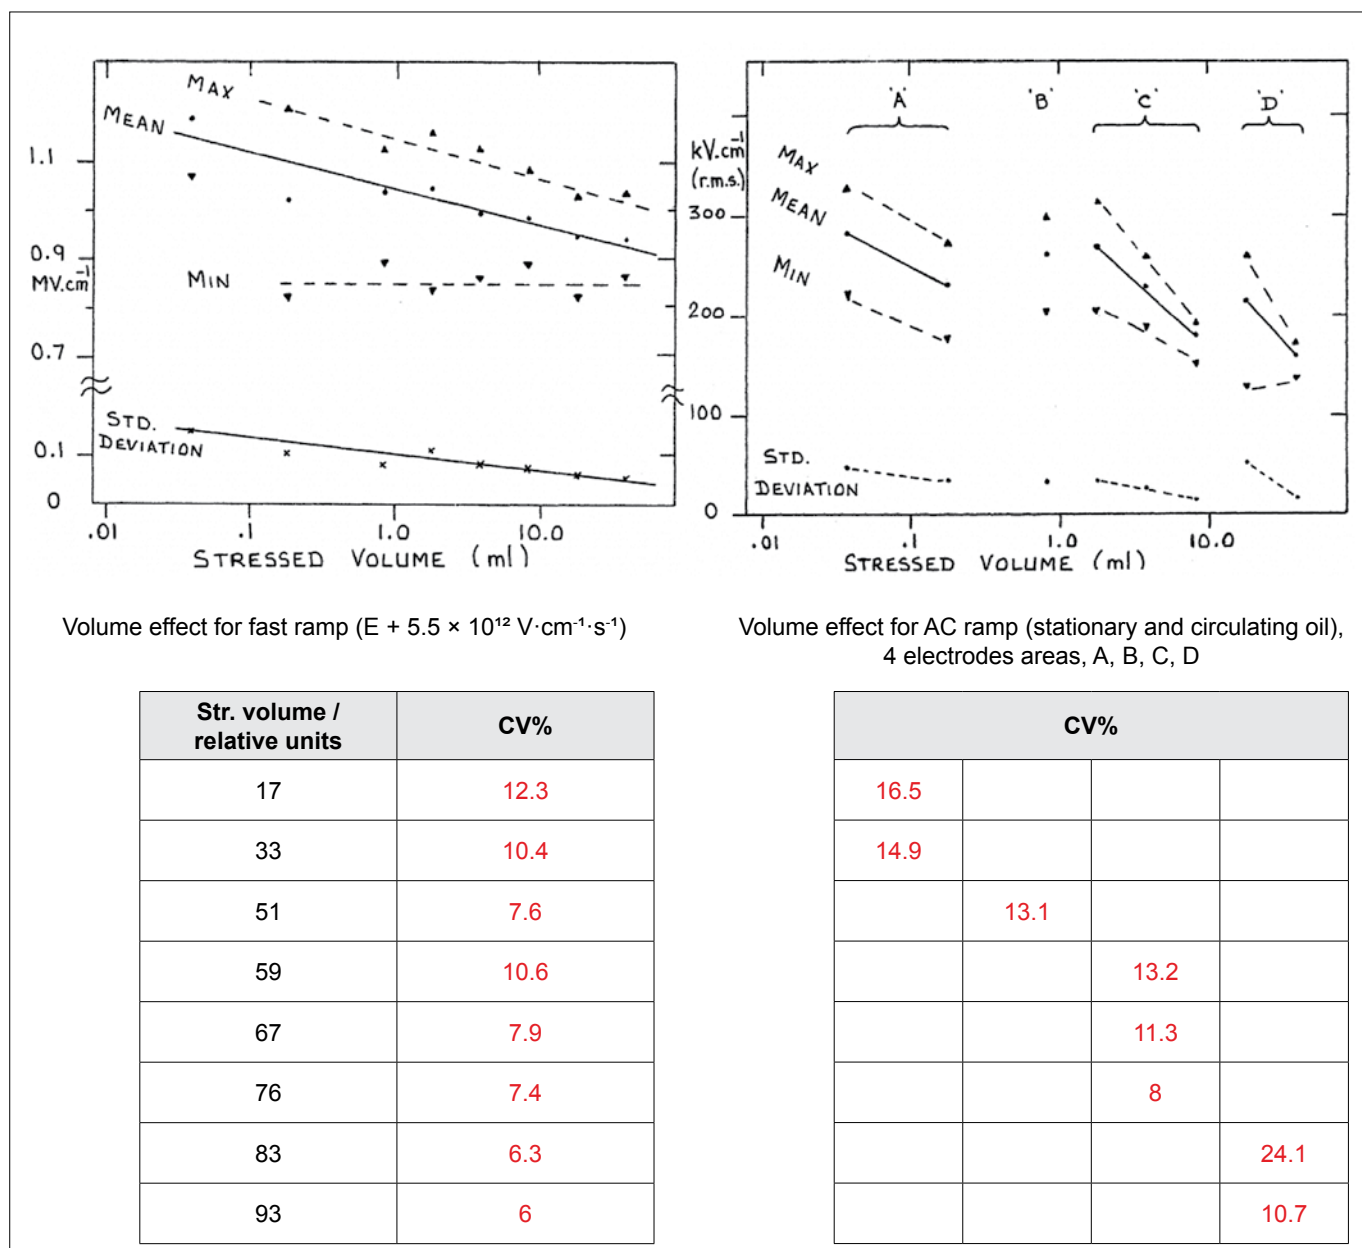 MAX
MEAN
1.1
0.9
MV.cm⁻¹
MIN
0.7
STD.
DEVIATION
0.1
0
.01
.1
1.0
10.0
STRESSED VOLUME (ml)
'A'
'B'
'C'
'D'
kV.cm⁻¹
(r.m.s.)
MAX
300
MEAN
MIN
200
100
STD.
DEVIATION
0
.01
.1
1.0
10.0
STRESSED VOLUME (ml)
Volume effect for fast ramp (E + 5.5 × 10¹² V·cm⁻¹·s⁻¹)
Volume effect for AC ramp (stationary and circulating oil),
4 electrodes areas, A, B, C, D
Str. volume /
relative units
CV%
17 12.3
33 10.4
51 7.6
59 10.6
67 7.9
76 7.4
83 6.3
93 6
CV%
16.5
14.9
13.1
13.2
11.3
8
24.1
10.7